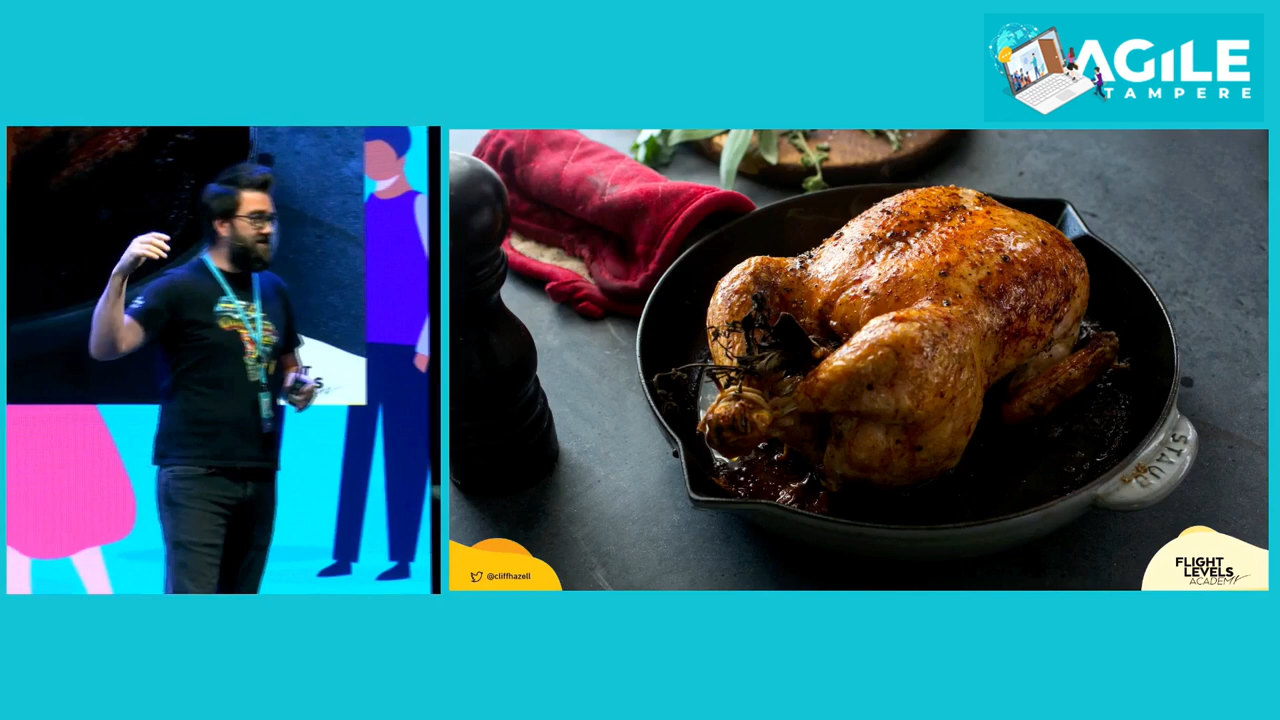 AGiLE
TAMPERE
STAUB
@cliffhazell
FLIGHT
LEVELS
ACADEMY